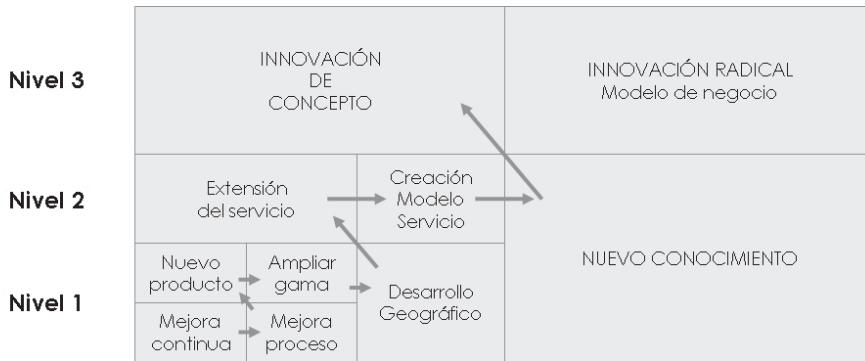 Nivel 3
INNOVACIÓN
DE
CONCEPTO
INNOVACIÓN RADICAL
Modelo de negocio
Nivel 2
Extensión
del servicio
Creación
Modelo
Servicio
NUEVO CONOCIMIENTO
Nivel 1
Nuevo
producto
Ampliar
gama
Desarrollo
Geográfico
Mejora
continua
Mejora
proceso